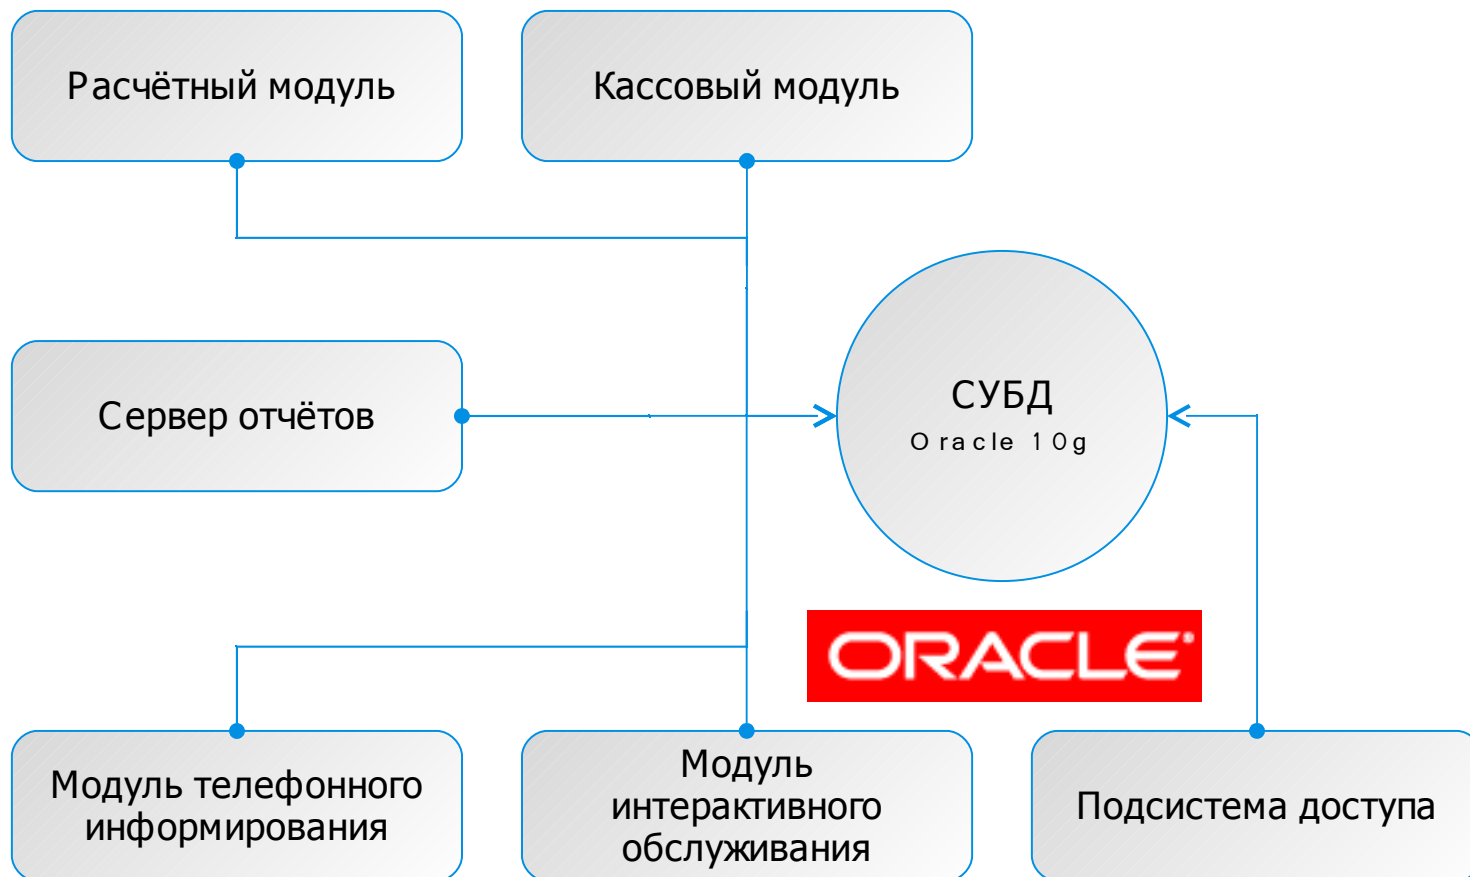 Расчётный модуль
Кассовый модуль
Сервер отчётов
СУБД
Oracle 10g
ORACLE®
Модуль телефонного
информирования
Модуль
интерактивного
обслуживания
Подсистема доступа